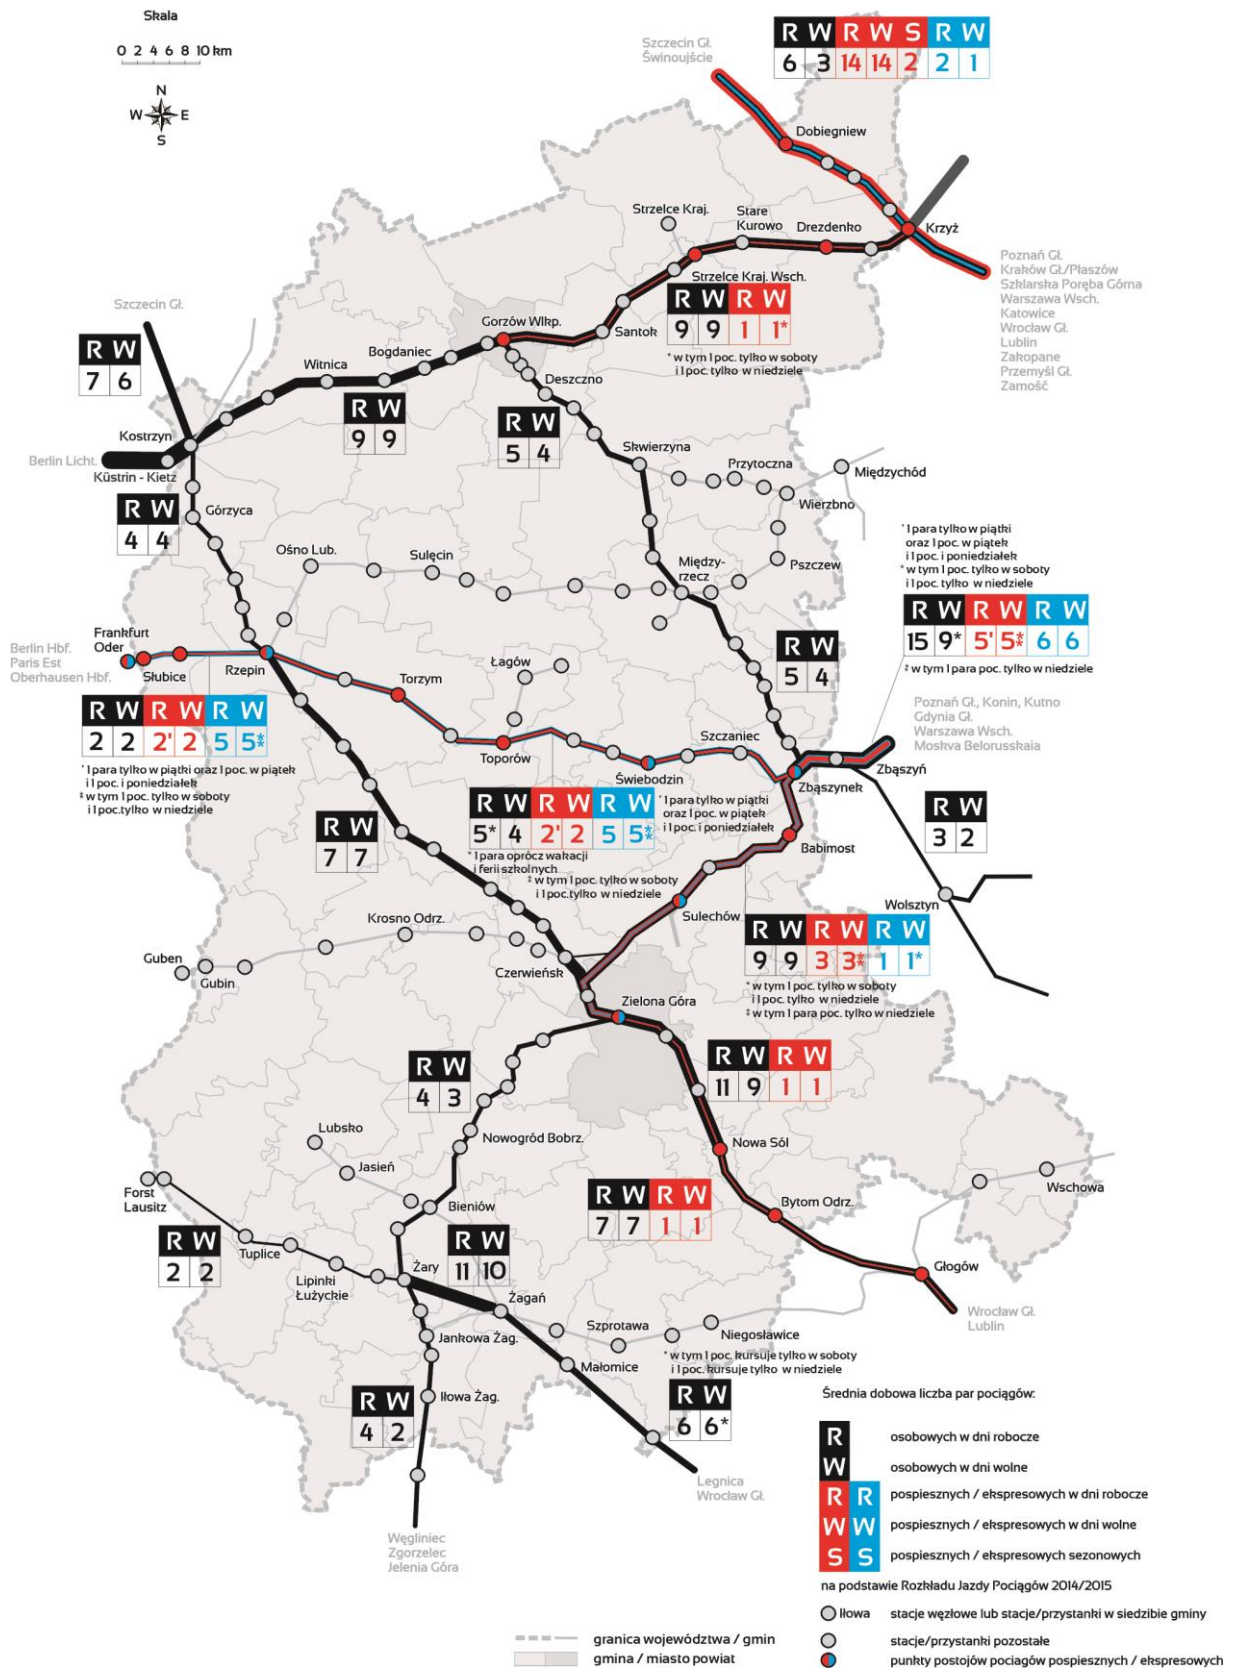 Skala
0 2 4 6 8 10 km
N
W E
S
Szczecin Gł.
Świnoujście
R W R W S R W
6 3 14 14 2 2 1
Dobiegniew
Strzelce Kraj.
Stare
Kurowo
Drezdenko
Krzyż
Strzelce Kraj. Wsch.
Poznań Gł.
Kraków Gł./Płaszów
Szklarska Poręba Górna
Warszawa Wsch.
Katowice
Wrocław Gł.
Lublin
Zakopane
Przemyśl Gł.
Zamość
Szczecin Gł.
R W R W
9 9 1 1*
* w tym 1 poc. tylko w soboty
i 1 poc. tylko w niedziele
Gorzów Wlkp.
Santok
R W
7 6
Witnica
Bogdaniec
Deszczno
R W
9 9
R W
5 4
Kostrzyn
Berlin Licht.
Küstrin - Kietz
Skwierzyna
Przytoczna
Międzychód
Wierzbno
R W
4 4
Górzyca
Ośno Lub.
Sulęcin
Między-
rzecz
Pszczew
' 1 para tylko w piątki
oraz 1 poc. w piątek
i 1 poc. i poniedziałek
* w tym 1 poc. tylko w soboty
i 1 poc. tylko w niedziele
R W R W R W
15 9* 5' 5‡ 6 6
‡ w tym 1 para poc. tylko w niedziele
Frankfurt
Oder
Berlin Hbf.
Paris Est
Oberhausen Hbf.
Słubice
Rzepin
Łagów
Torzym
R W
5 4
Poznań Gł., Konin, Kutno
Gdynia Gł.
Warszawa Wsch.
Moskva Belorusskaia
R W R W R W
2 2 2' 2 5 5‡
' 1 para tylko w piątki oraz 1 poc. w piątek
i 1 poc. i poniedziałek
‡ w tym 1 poc. tylko w soboty
i 1 poc.tylko w niedziele
Toporów
Szczaniec
Świebodzin
Zbąszynek
Zbąszyń
R W
7 7
R W R W R W
5* 4 2' 2 5 5‡
' 1 para tylko w piątki
oraz 1 poc. w piątek
i 1 poc. i poniedziałek
* 1 para oprócz wakacji
i ferii szkolnych
‡ w tym 1 poc. tylko w soboty
i 1 poc.tylko w niedziele
Babimost
R W
3 2
Wolsztyn
Sulechów
Krosno Odrz.
Guben
Gubin
Czerwieńsk
R W R W R W
9 9 3 3‡ 1 1*
* w tym 1 poc. tylko w soboty
i 1 poc. tylko w niedziele
‡ w tym 1 para poc. tylko w niedziele
Zielona Góra
R W
4 3
R W R W
11 9 1 1
Lubsko
Jasień
Nowogród Bobrz.
Nowa Sól
Wschowa
Forst
Lausitz
Bieniów
R W R W
7 7 1 1
Bytom Odrz.
R W
2 2
Tuplice
Lipinki
Łużyckie
Żary
R W
11 10
Żagań
Głogów
Wrocław Gł.
Lublin
Jankowa Żag.
Szprotawa
Niegosławice
Małomice
* w tym 1 poc. kursuje tylko w soboty
i 1 poc. kursuje tylko w niedziele
R W
4 2
Iłowa Żag.
R W
6 6*
Legnica
Wrocław Gł.
Węgliniec
Zgorzelec
Jelenia Góra
Średnia dobowa liczba par pociągów:
R osobowych w dni robocze
W osobowych w dni wolne
R R pospiesznych / ekspresowych w dni robocze
W W pospiesznych / ekspresowych w dni wolne
S S pospiesznych / ekspresowych sezonowych
na podstawie Rozkładu Jazdy Pociągów 2014/2015
Iłowa stacje węzłowe lub stacje/przystanki w siedzibie gminy
granica województwa / gmin
stacje/przystanki pozostałe
gmina / miasto powiat
punkty postojów pociagów pospiesznych / ekspresowych